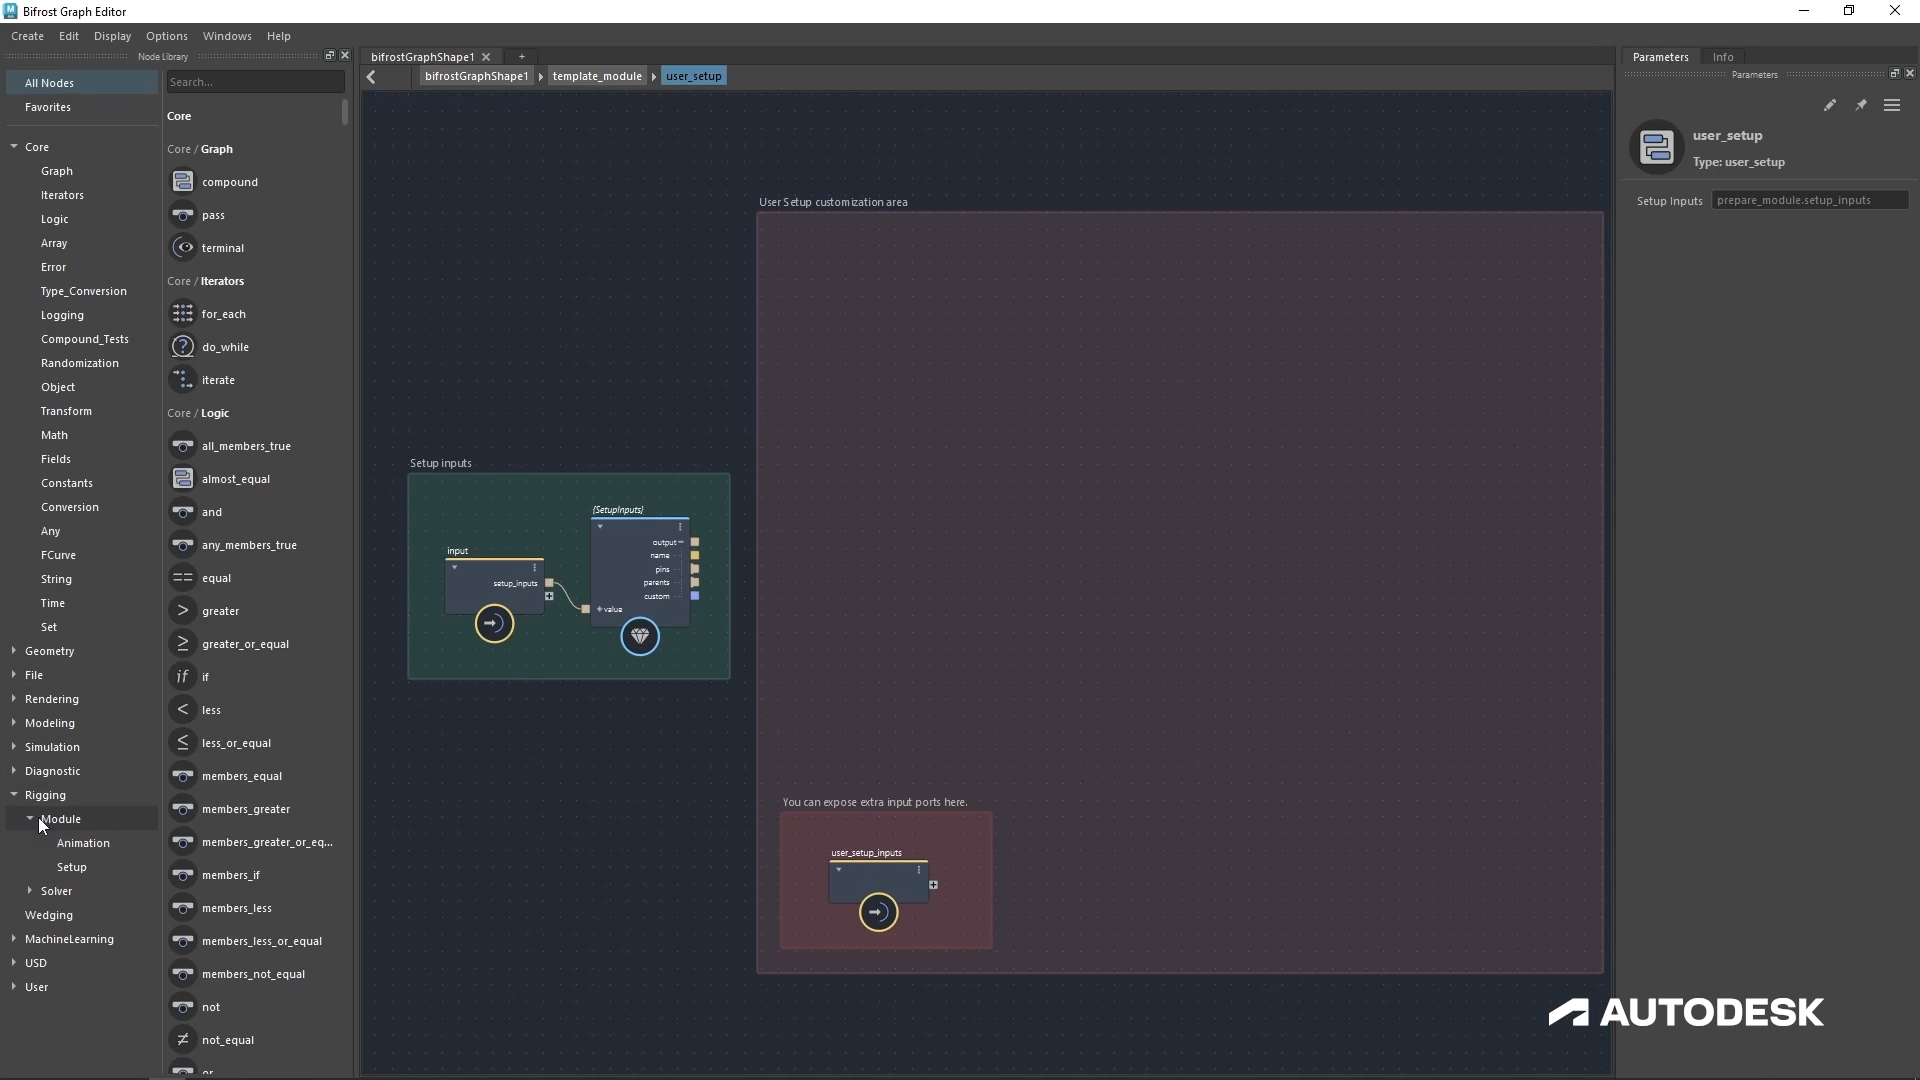 Bifrost Graph Editor
Create Edit Display Options Windows Help
Node Library
All Nodes
Favorites
Core
Graph
Iterators
Logic
Array
Error
Type_Conversion
Logging
Compound_Tests
Randomization
Object
Transform
Math
Fields
Constants
Conversion
Any
FCurve
String
Time
Set
Geometry
File
Rendering
Modeling
Simulation
Diagnostic
Rigging
Module
Animation
Setup
Solver
Wedging
MachineLearning
USD
User
Search...
Core
Core / Graph
compound
pass
terminal
Core / Iterators
for_each
do_while
iterate
Core / Logic
all_members_true
almost_equal
and
any_members_true
equal
greater
greater_or_equal
if if
less
less_or_equal
members_equal
members_greater
members_greater_or_eq...
members_if
members_less
members_less_or_equal
members_not_equal
not
not_equal
or
bifrostGraphShape1
bifrostGraphShape1 template_module user_setup
User Setup customization area
Setup inputs
input
setup_inputs
{SetupInputs}
output
name
pins
parents
custom
value
You can expose extra input ports here.
user_setup_inputs
Parameters Info
Parameters
user_setup
Type: user_setup
Setup Inputs prepare_module.setup_inputs
AUTODESK